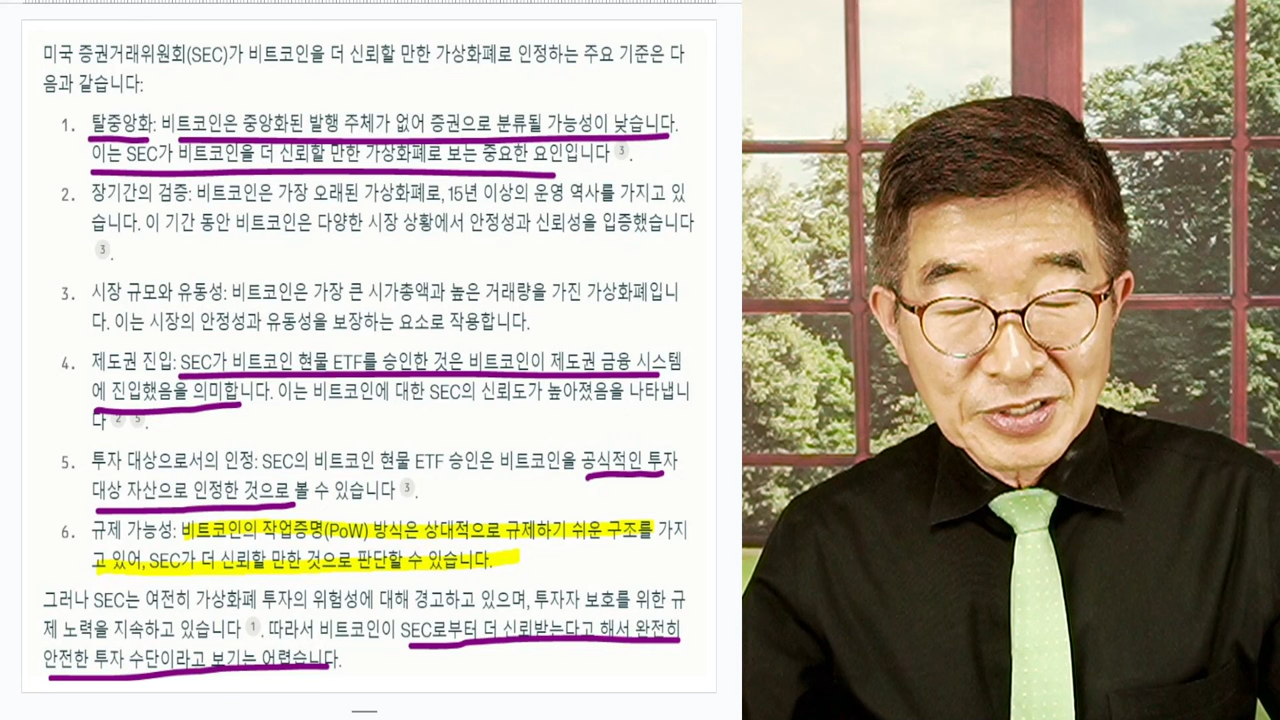 미국 증권거래위원회(SEC)가 비트코인을 더 신뢰할 만한 가상화폐로 인정하는 주요 기준은 다
음과 같습니다:
1. 탈중앙화: 비트코인은 중앙화된 발행 주체가 없어 증권으로 분류될 가능성이 낮습니다.
이는 SEC가 비트코인을 더 신뢰할 만한 가상화폐로 보는 중요한 요인입니다 3.
2. 장기간의 검증: 비트코인은 가장 오래된 가상화폐로, 15년 이상의 운영 역사를 가지고 있
습니다. 이 기간 동안 비트코인은 다양한 시장 상황에서 안정성과 신뢰성을 입증했습니다
3.
3. 시장 규모와 유동성: 비트코인은 가장 큰 시가총액과 높은 거래량을 가진 가상화폐입니
다. 이는 시장의 안정성과 유동성을 보장하는 요소로 작용합니다.
4. 제도권 진입: SEC가 비트코인 현물 ETF를 승인한 것은 비트코인이 제도권 금융 시스템
에 진입했음을 의미합니다. 이는 비트코인에 대한 SEC의 신뢰도가 높아졌음을 나타냅니
다 2 5.
5. 투자 대상으로서의 인정: SEC의 비트코인 현물 ETF 승인은 비트코인을 공식적인 투자
대상 자산으로 인정한 것으로 볼 수 있습니다 3.
6. 규제 가능성: 비트코인의 작업증명(PoW) 방식은 상대적으로 규제하기 쉬운 구조를 가지
고 있어, SEC가 더 신뢰할 만한 것으로 판단할 수 있습니다.
그러나 SEC는 여전히 가상화폐 투자의 위험성에 대해 경고하고 있으며, 투자자 보호를 위한 규
제 노력을 지속하고 있습니다 1. 따라서 비트코인이 SEC로부터 더 신뢰받는다고 해서 완전히
안전한 투자 수단이라고 보기는 어렵습니다.